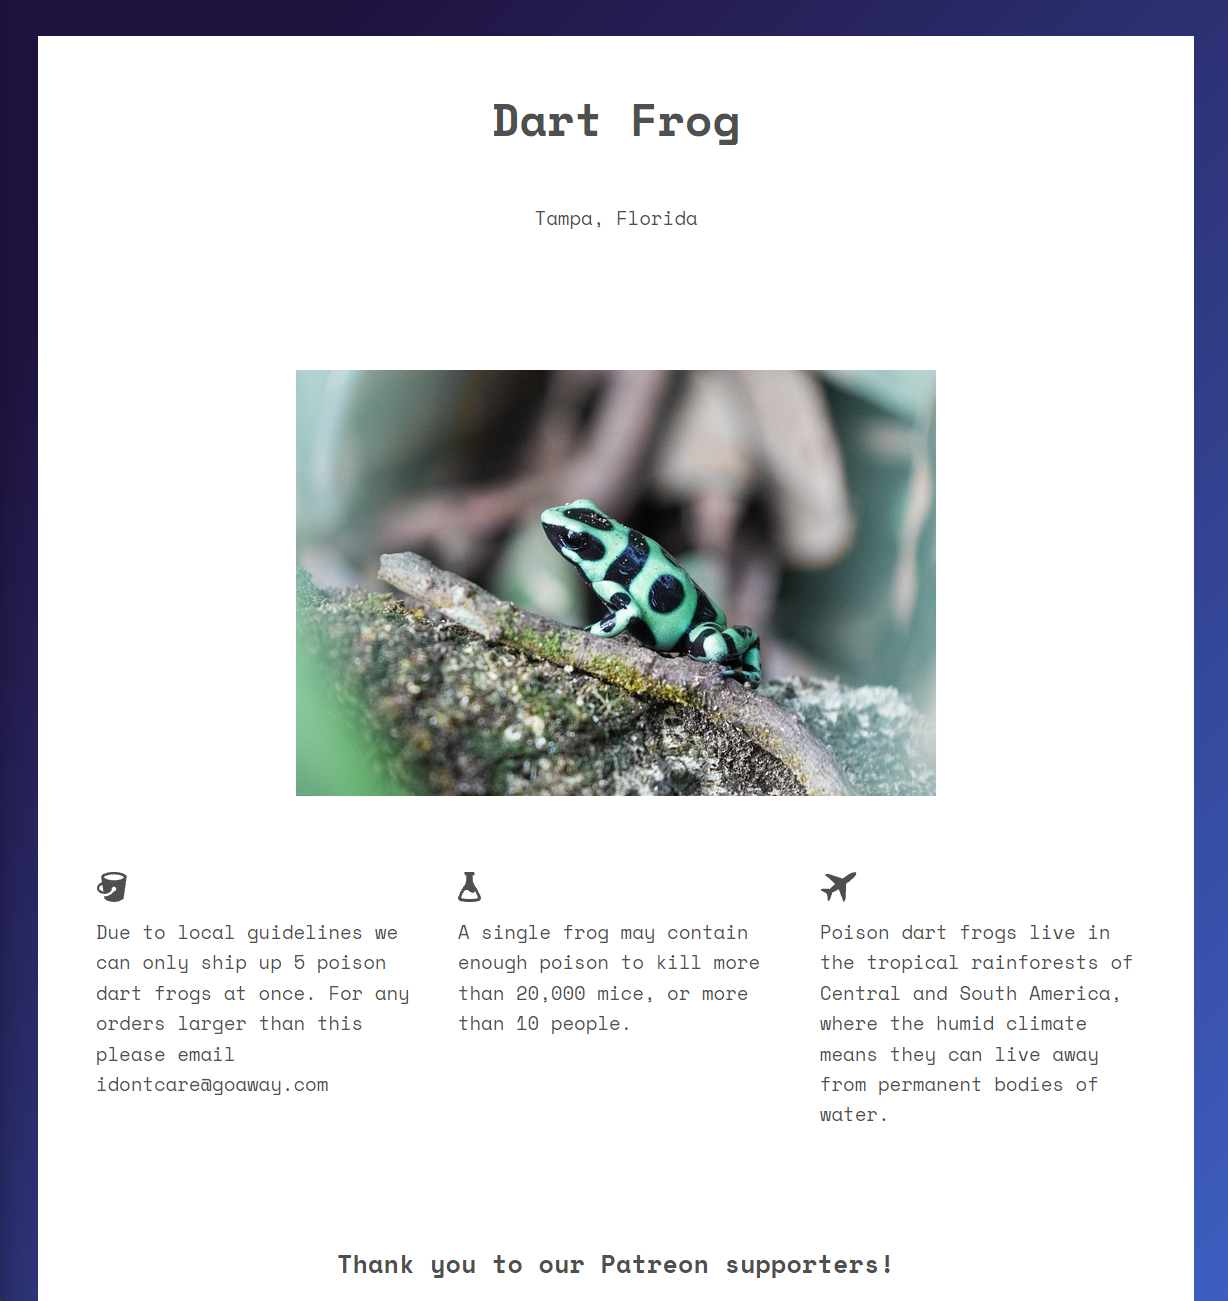 Dart Frog
Tampa, Florida
Due to local guidelines we
can only ship up 5 poison
dart frogs at once. For any
orders larger than this
please email
idontcare@goaway.com
A single frog may contain
enough poison to kill more
than 20,000 mice, or more
than 10 people.
Poison dart frogs live in
the tropical rainforests of
Central and South America,
where the humid climate
means they can live away
from permanent bodies of
water.
Thank you to our Patreon supporters!